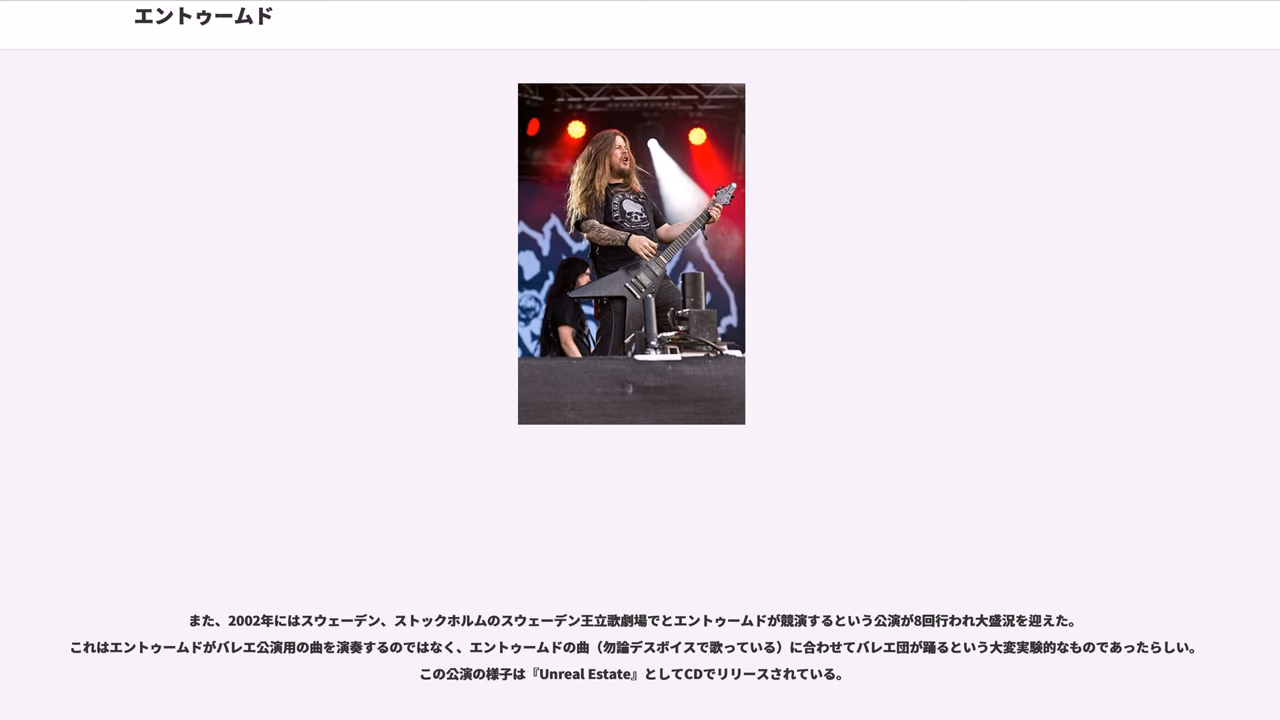 エントゥームド
また、2002年にはスウェーデン、ストックホルムのスウェーデン王立歌劇場でとエントゥームドが競演するという公演が8回行われ大盛況を迎えた。
これはエントゥームドがバレエ公演用の曲を演奏するのではなく、エントゥームドの曲（勿論デスボイスで歌っている）に合わせてバレエ団が踊るという大変実験的なものであったらしい。
この公演の様子は『Unreal Estate』としてCDでリリースされている。